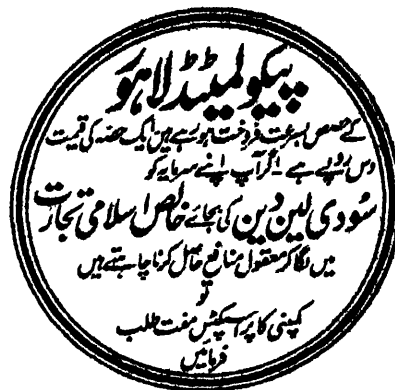 پیکو لمیٹڈ لاہور
کے حصص بسرعت فروخت ہو رہے ہیں ایک حصہ کی قیمت
دس روپے ہے ۔ اگر آپ اپنے سرمایہ کو
سُودی لین دین کی بجائے خالص اسلامی تجارت
میں لگا کر معقول منافع حاصل کرنا چاہتے ہیں
تو
کمپنی کا پراسپکٹس مفت طلب
فرمائیں